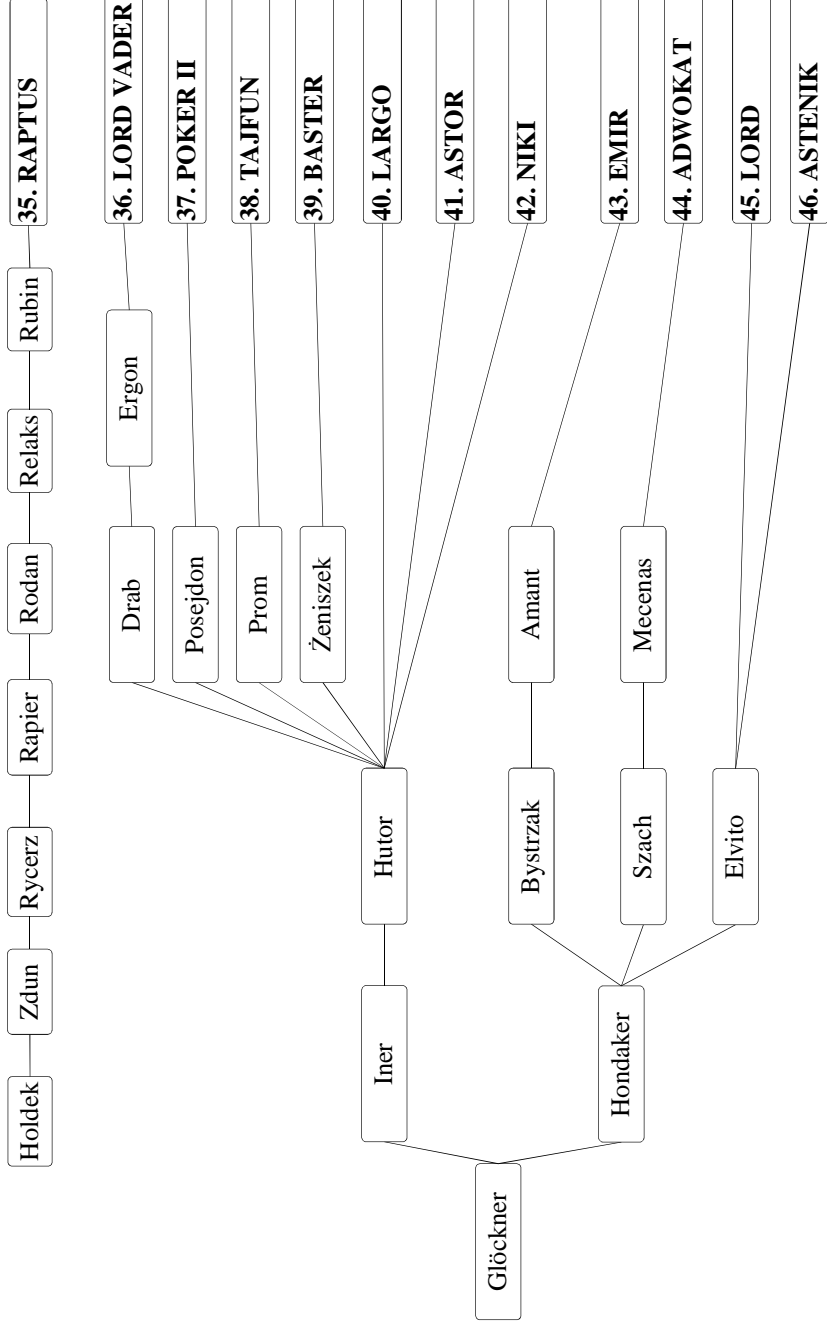 Holdek
Zdun
Rycerz
Rapier
Rodan
Relaks
Rubin
35. RAPTUS
Drab
Ergon
36. LORD VADER
Posejdon
37. POKER II
Prom
38. TAJFUN
Żeniszek
39. BASTER
Iner
Hutor
40. LARGO
41. ASTOR
42. NIKI
Glöckner
Bystrzak
Amant
43. EMIR
Hondaker
Szach
Mecenas
44. ADWOKAT
Elvito
45. LORD
46. ASTENIK